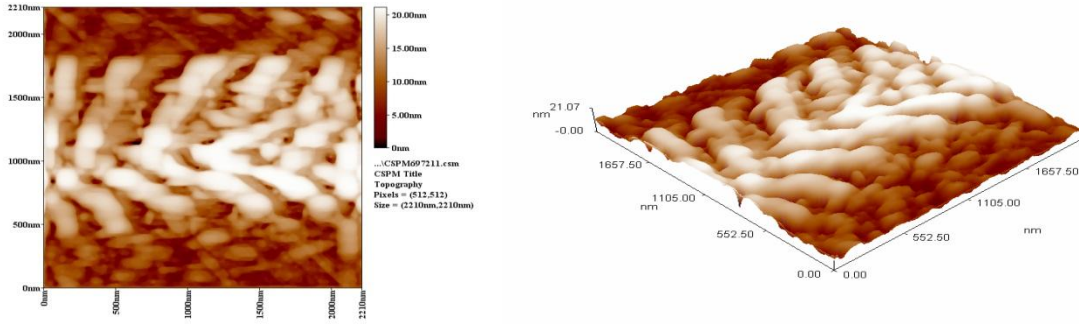 2210nm
2000nm
1500nm
1000nm
500nm
0nm
0nm
500nm
1000nm
1500nm
2000nm
2210nm
20.00nm
15.00nm
10.00nm
5.00nm
0nm
...\CSPM697211.csm
CSPM Title
Topography
Pixels = (512,512)
Size = (2210nm,2210nm)
21.07
nm
-0.00
1657.50
1105.00
nm
552.50
0.00
0.00
552.50
1105.00
nm
1657.50